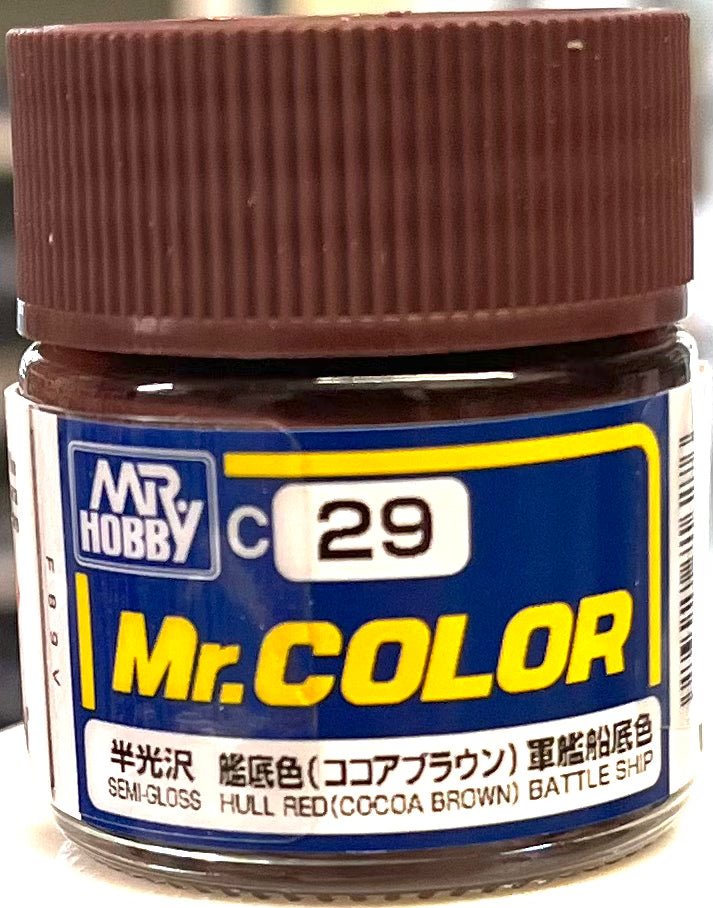 MR. HOBBY
C 29
Mr.COLOR
半光沢 艦底色(ココアブラウン) 軍艦船底色
SEMI-GLOSS HULL RED(COCOA BROWN) BATTLE SHIP